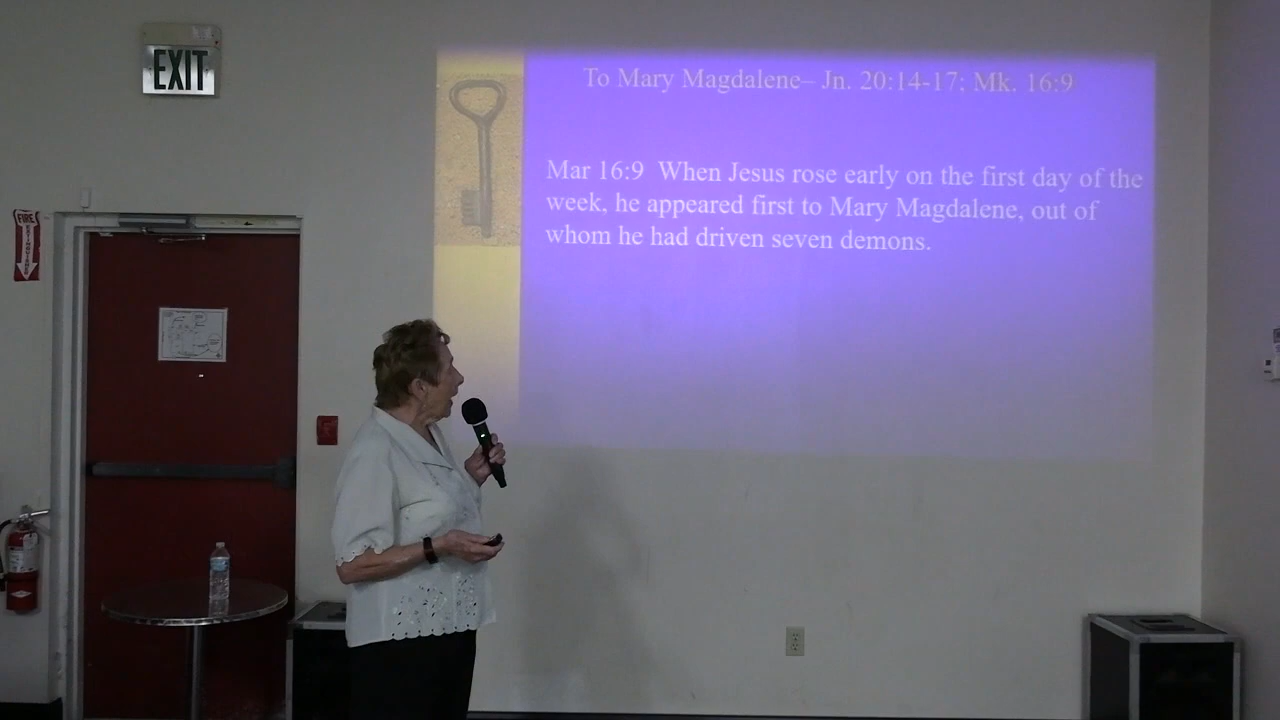 EXIT
To Mary Magdalene– Jn. 20:14-17; Mk. 16:9
Mar 16:9 When Jesus rose early on the first day of the
week, he appeared first to Mary Magdalene, out of
whom he had driven seven demons.
FIRE